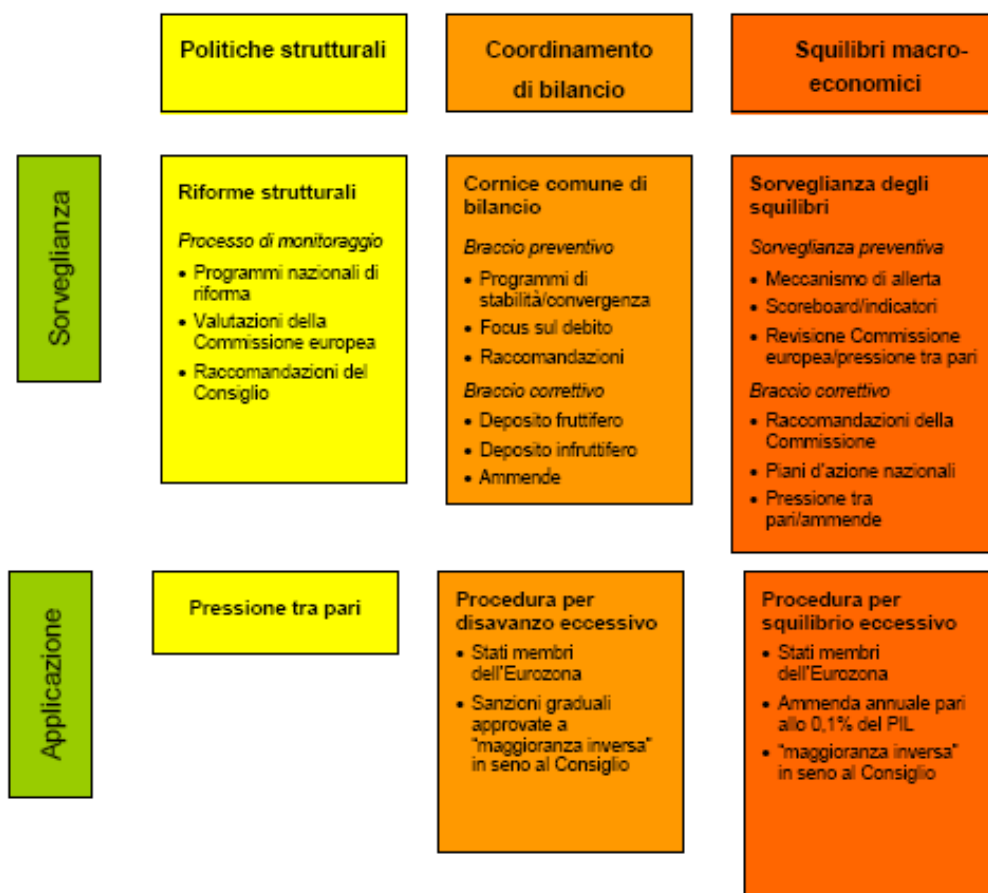 Politiche strutturali
Coordinamento
di bilancio
Squilibri macro-
economici
Sorveglianza
Riforme strutturali
Processo di monitoraggio
• Programmi nazionali di
riforma
• Valutazioni della
Commissione europea
• Raccomandazioni del
Consiglio
Cornice comune di
bilancio
Braccio preventivo
• Programmi di
stabilità/convergenza
• Focus sul debito
• Raccomandazioni
Braccio correttivo
• Deposito fruttifero
• Deposito infruttifero
• Ammende
Sorveglianza degli
squilibri
Sorveglianza preventiva
• Meccanismo di allerta
• Scoreboard/indicatori
• Revisione Commissione
europea/pressione tra pari
Braccio correttivo
• Raccomandazioni della
Commissione
• Piani d'azione nazionali
• Pressione tra
pari/ammende
Applicazione
Pressione tra pari
Procedura per
disavanzo eccessivo
• Stati membri
dell'Eurozona
• Sanzioni graduali
approvate a
"maggioranza inversa"
in seno al Consiglio
Procedura per
squilibrio eccessivo
• Stati membri
dell'Eurozona
• Ammenda annuale pari
allo 0,1% del PIL
• "maggioranza inversa"
in seno al Consiglio